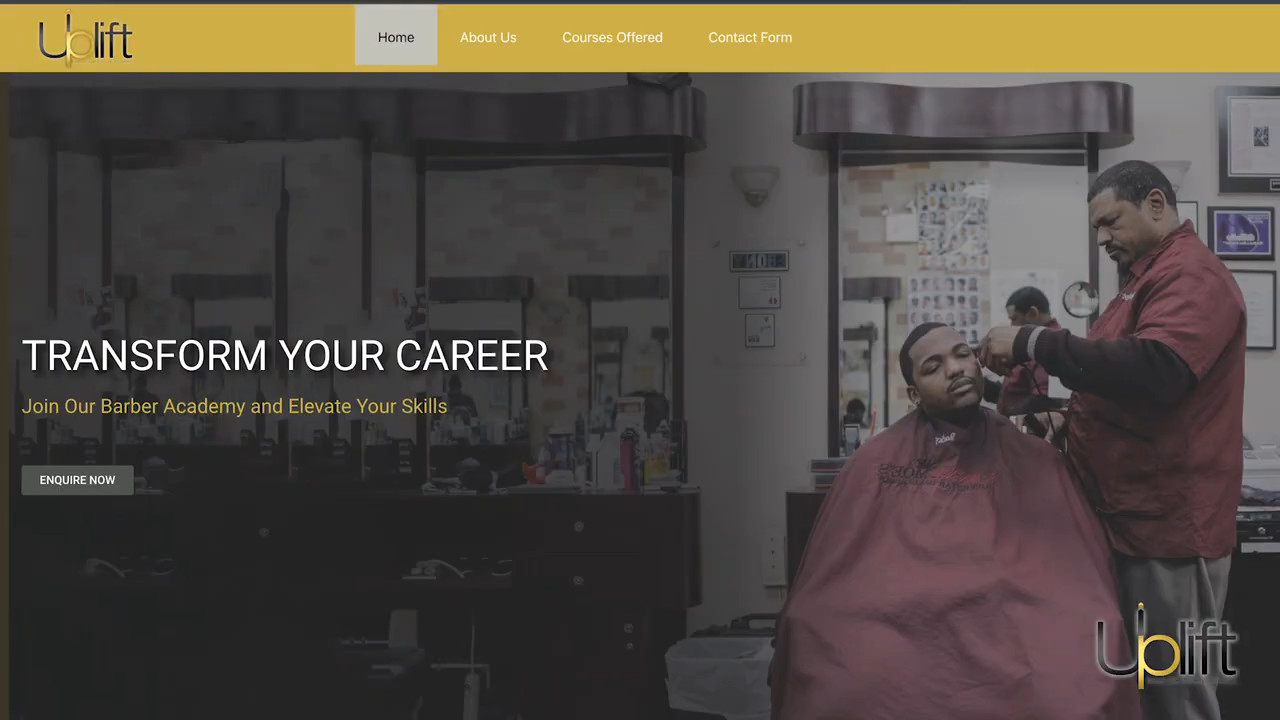 Uplift
Home
About Us
Courses Offered
Contact Form
TRANSFORM YOUR CAREER
Join Our Barber Academy and Elevate Your Skills
ENQUIRE NOW
Uplift